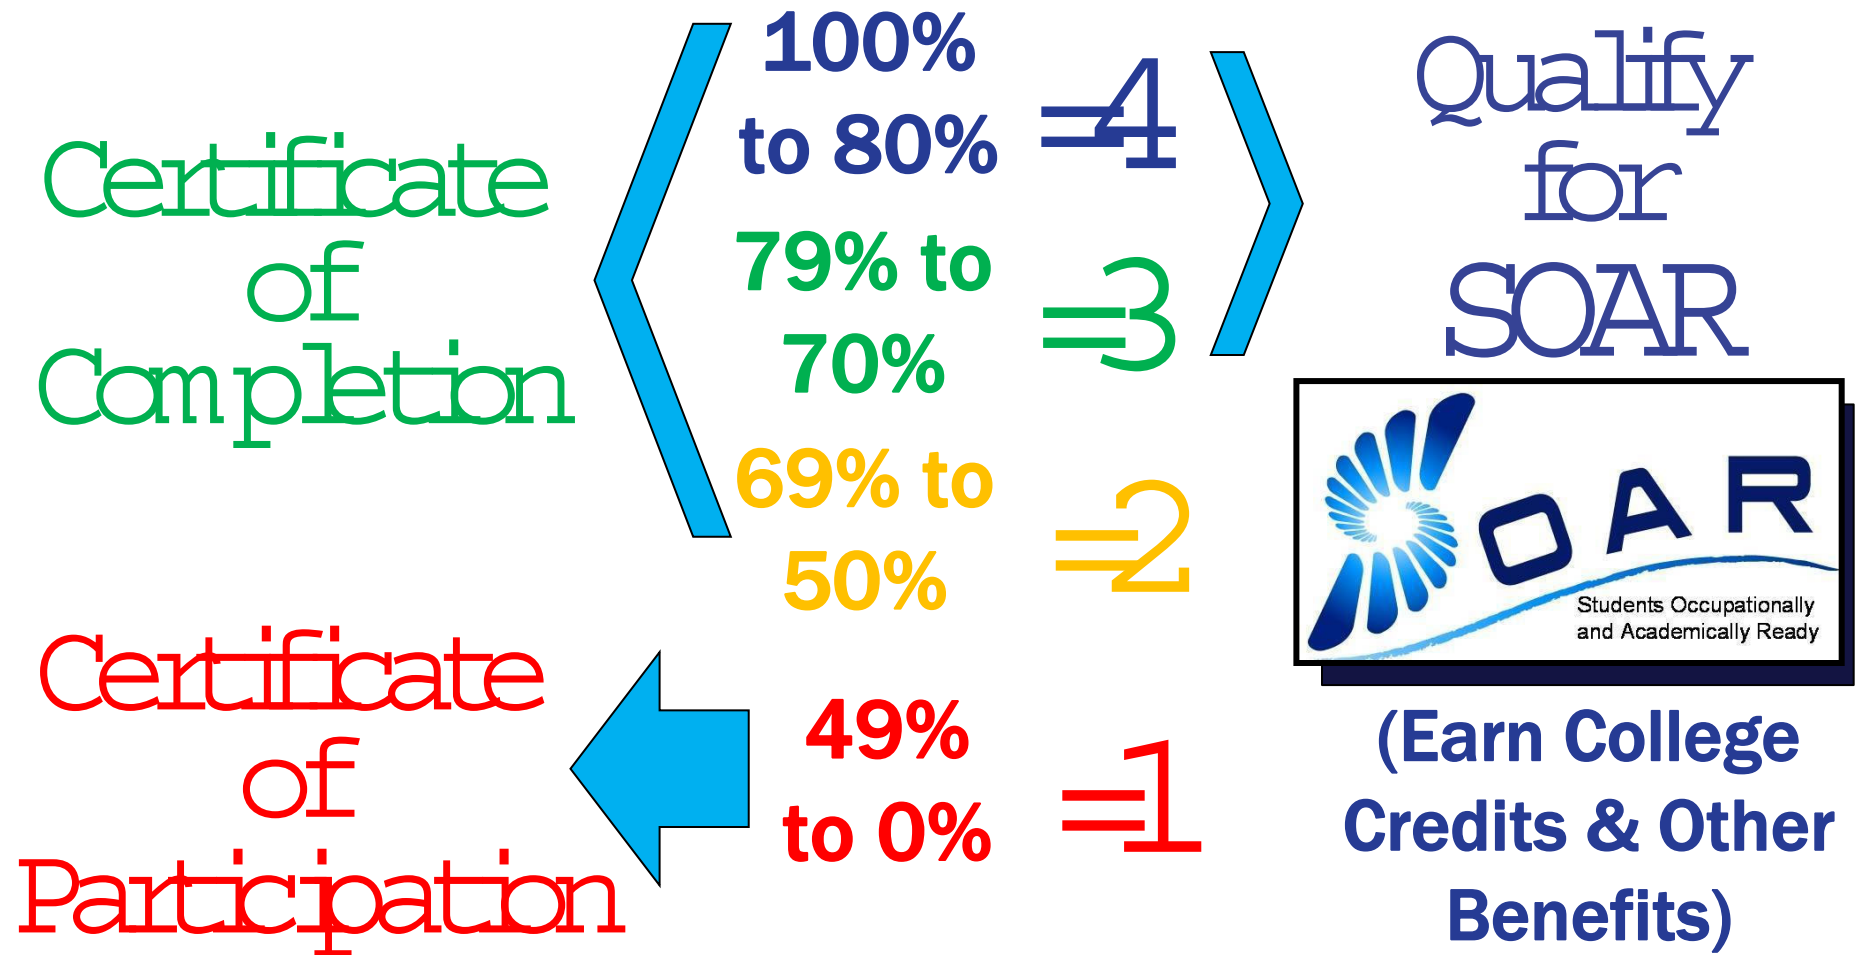 Certificate
of
Completion
Certificate
of
Participation
100%
to 80%
=4
79% to
70%
=3
69% to
50%
=2
49%
to 0%
=1
Qualify
for
SOAR
SOAR
Students Occupationally
and Academically Ready
(Earn College
Credits & Other
Benefits)